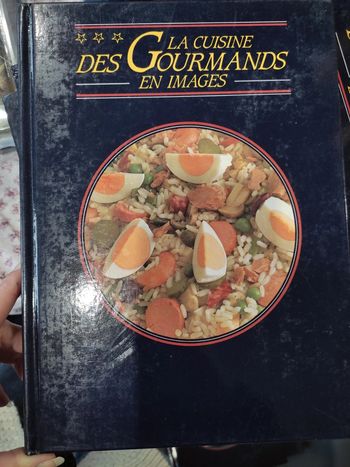 LA CUISINE
DES GOURMANDS
EN IMAGES